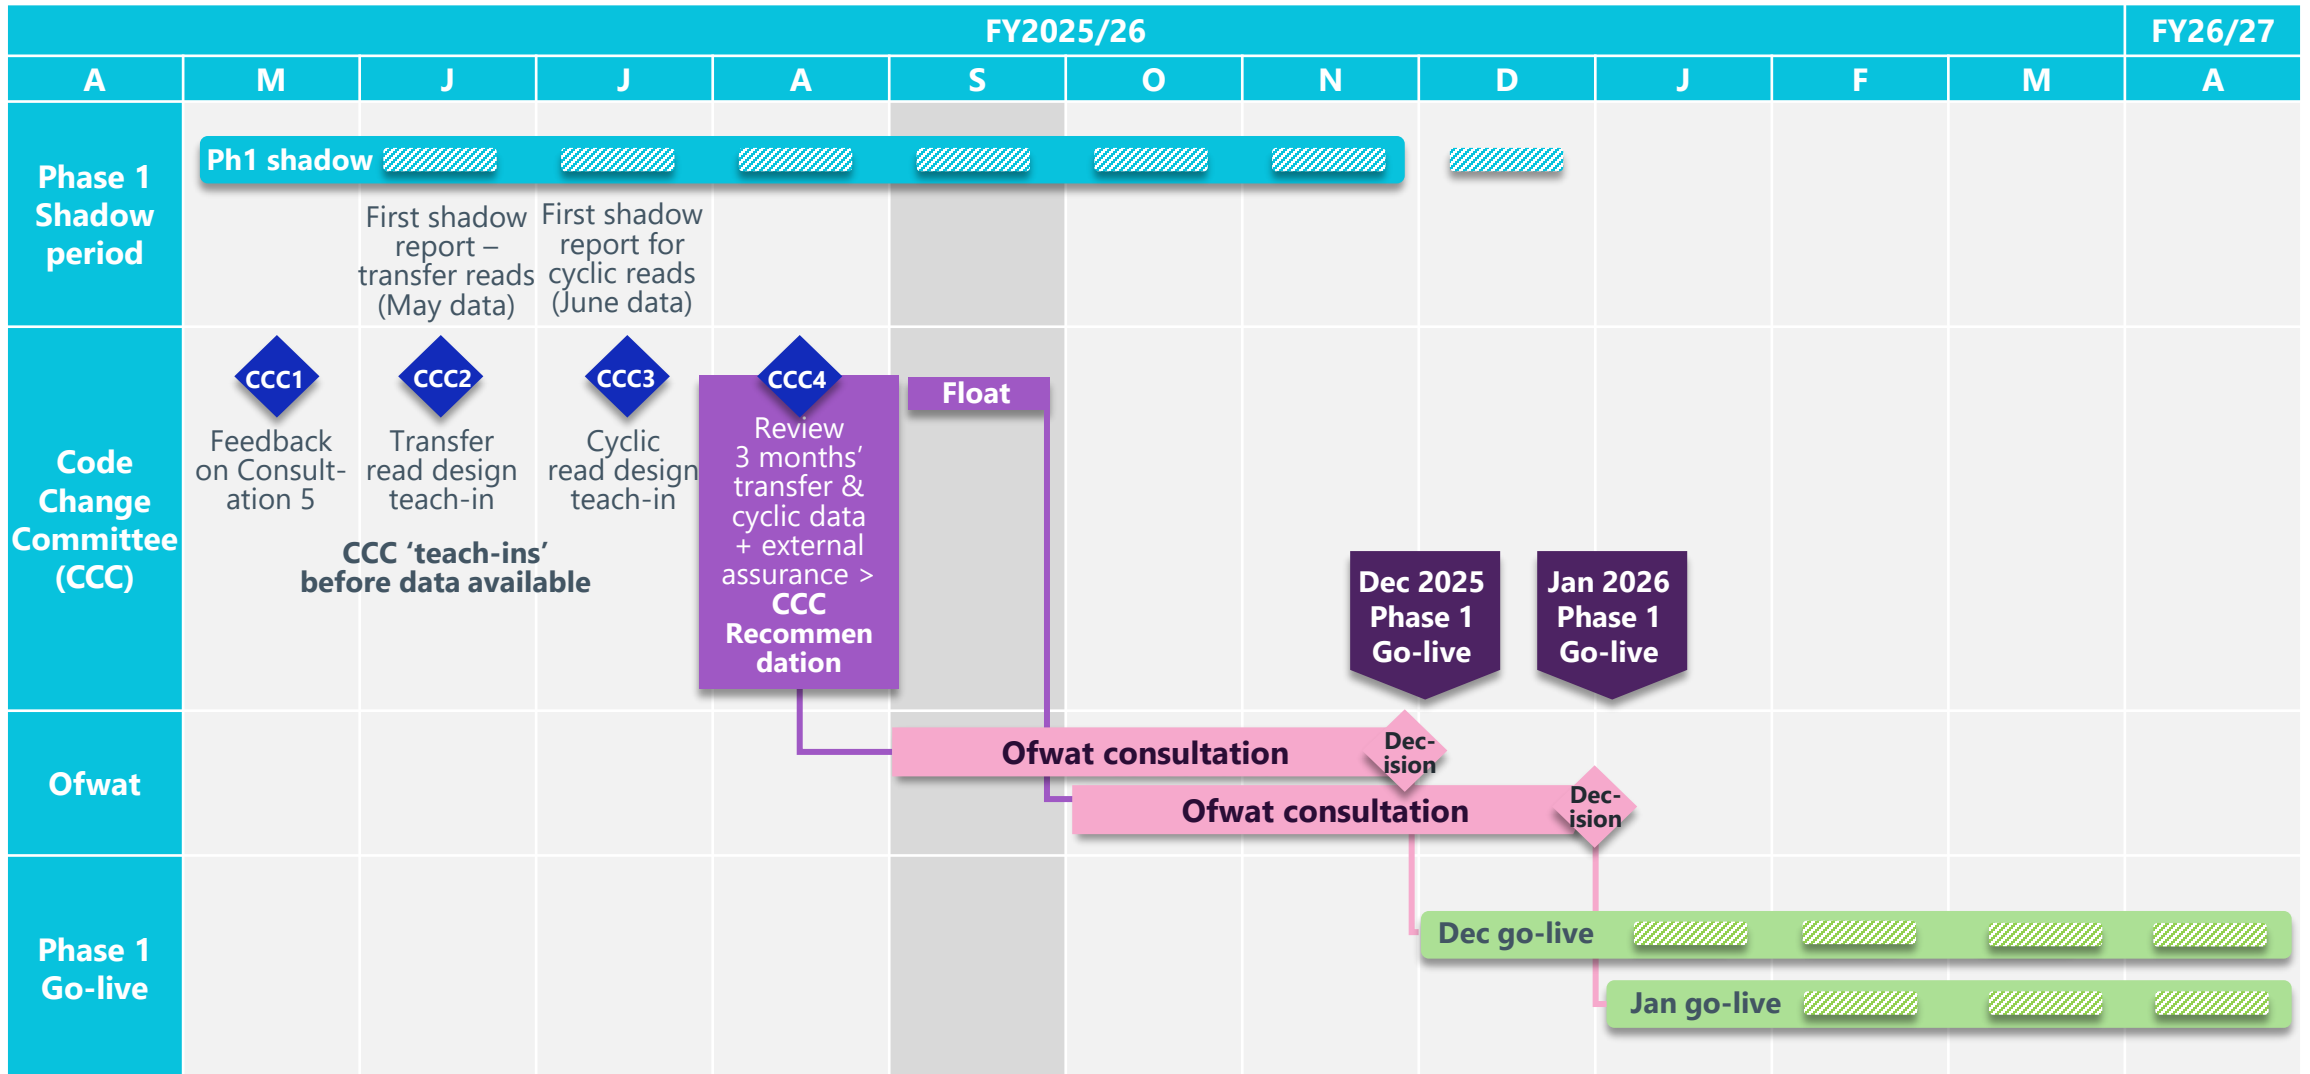 FY2025/26
FY26/27
A
M
J
J
A
S
O
N
D
J
F
M
A
Phase 1
Shadow
period
Ph1 shadow
First shadow
report –
transfer reads
(May data)
First shadow
report for
cyclic reads
(June data)
Code
Change
Committee
(CCC)
CCC1
Feedback
on Consult-
ation 5
CCC2
Transfer
read design
teach-in
CCC3
Cyclic
read design
teach-in
CCC ‘teach-ins’
before data available
CCC4
Review
3 months’
transfer &
cyclic data
+ external
assurance >
CCC
Recommen
dation
Float
Dec 2025
Phase 1
Go-live
Jan 2026
Phase 1
Go-live
Ofwat
Ofwat consultation
Dec-
ision
Ofwat consultation
Dec-
ision
Phase 1
Go-live
Dec go-live
Jan go-live